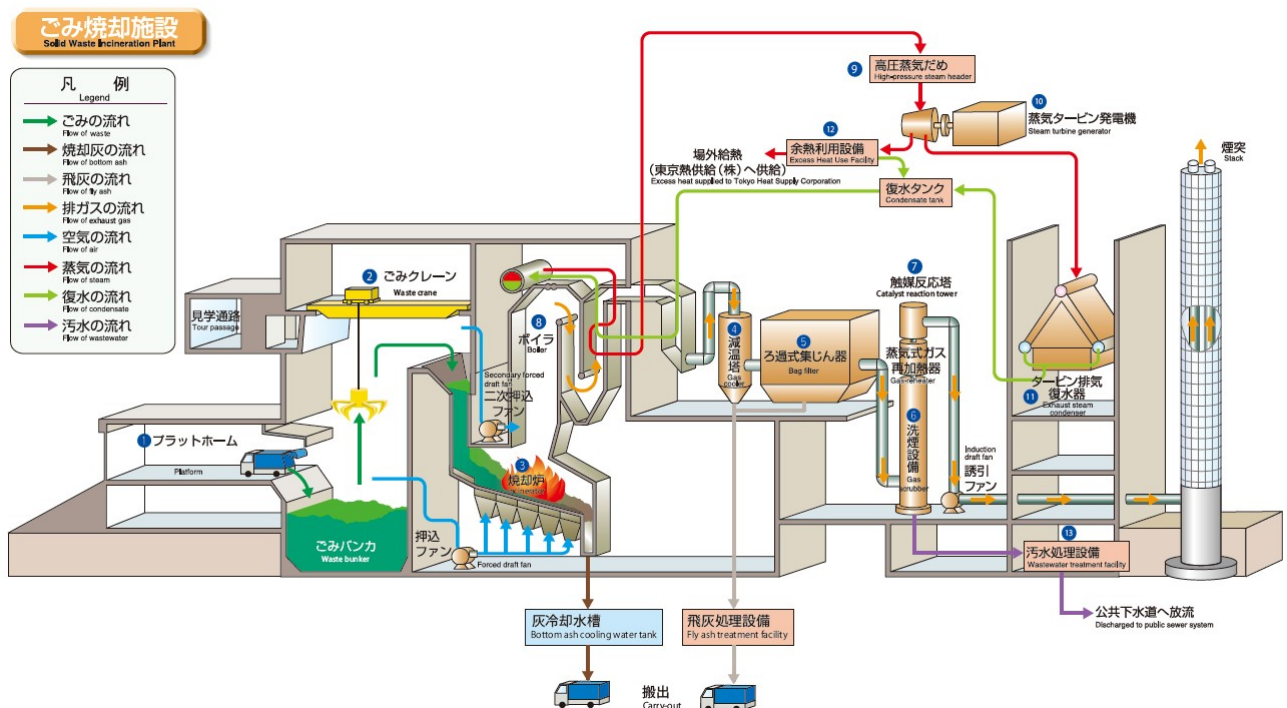 ごみ焼却施設
Solid Waste Incineration Plant
凡 例
Legend
ごみの流れ
Flow of waste
焼却灰の流れ
Flow of bottom ash
飛灰の流れ
Flow of fly ash
排ガスの流れ
Flow of exhaust gas
空気の流れ
Flow of air
蒸気の流れ
Flow of steam
復水の流れ
Flow of condensate
汚水の流れ
Flow of wastewater
9 高圧蒸気だめ
High-pressure steam header
10
蒸気タービン発電機
Steam turbine generator
12
余熱利用設備
Excess Heat Use Facility
場外給熱
(東京熱供給(株)へ供給)
Excess heat supplied to Tokyo Heat Supply Corporation
復水タンク
Condensate tank
煙突
Stack
2 ごみクレーン
Waste crane
見学通路
Tour passage
8
ボイラ
Boiler
Secondary forced
draft fan
二次押込
ファン
4
減温塔
Gas
cooler
5
ろ過式集じん器
Bag filter
7
触媒反応塔
Catalyst reaction tower
蒸気式ガス
再加熱器
Gas reheater
6
洗煙設備
Gas
scrubber
タービン排気
11 復水器
Exhaust steam
condenser
1 プラットホーム
Platform
3
焼却炉
ごみバンカ
Waste bunker
押込
ファン
Forced draft fan
Induction
draft fan
誘引
ファン
13
汚水処理設備
Wastewater treatment facility
公共下水道へ放流
Discharged to public sewer system
灰冷却水槽
Bottom ash cooling water tank
飛灰処理設備
Fly ash treatment facility
搬出
Carry-out